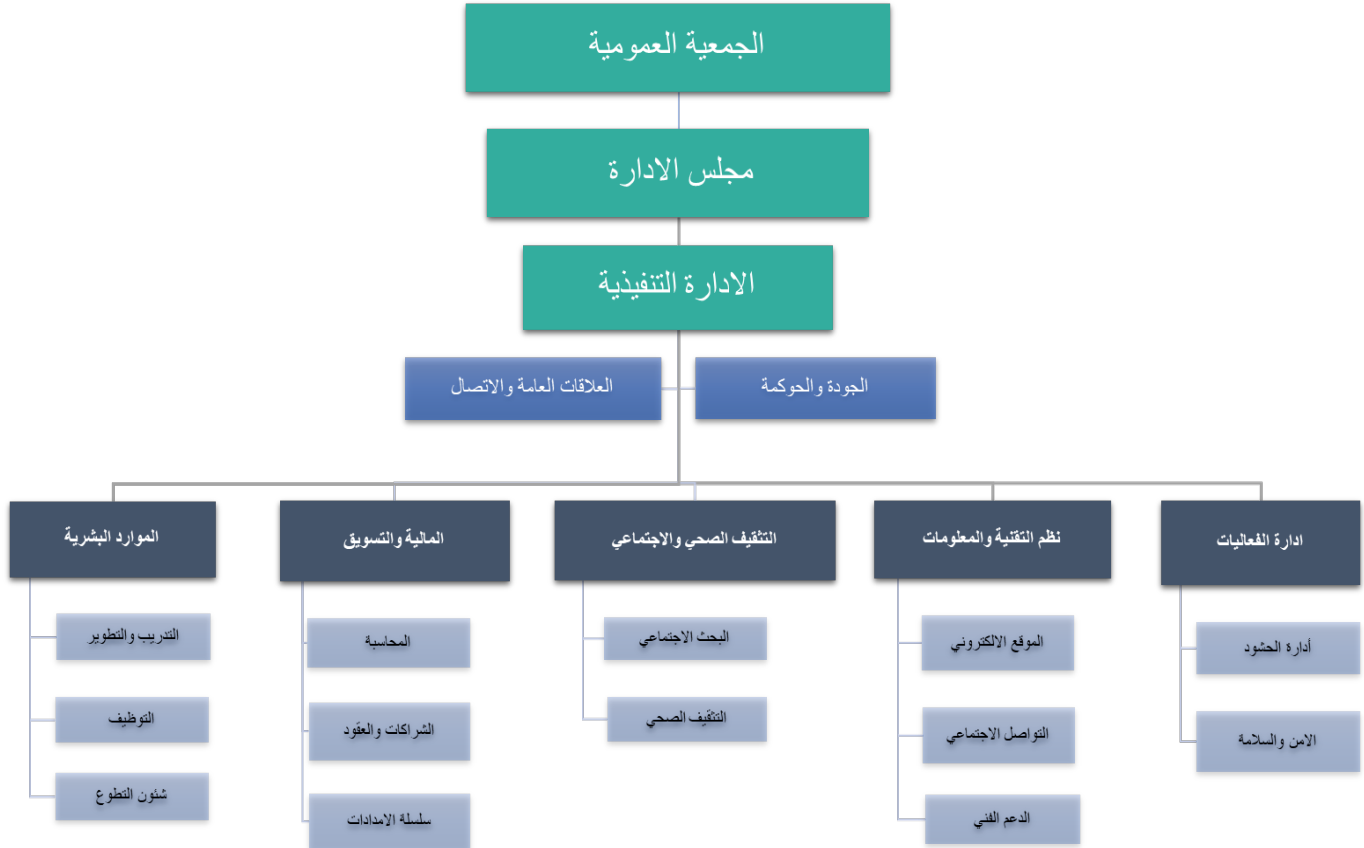 الجمعية العمومية
مجلس الادارة
الادارة التنفيذية
الجودة والحوكمة
العلاقات العامة والاتصال
ادارة الفعاليات
نظم التقنية والمعلومات
التثقيف الصحي والاجتماعي
المالية والتسويق
الموارد البشرية
أدارة الحشود
الامن والسلامة
الموقع الالكتروني
التواصل الاجتماعي
الدعم الفني
البحث الاجتماعي
التثقيف الصحي
المحاسبة
الشراكات والعقود
سلسلة الامدادات
التدريب والتطوير
التوظيف
شئون التطوع